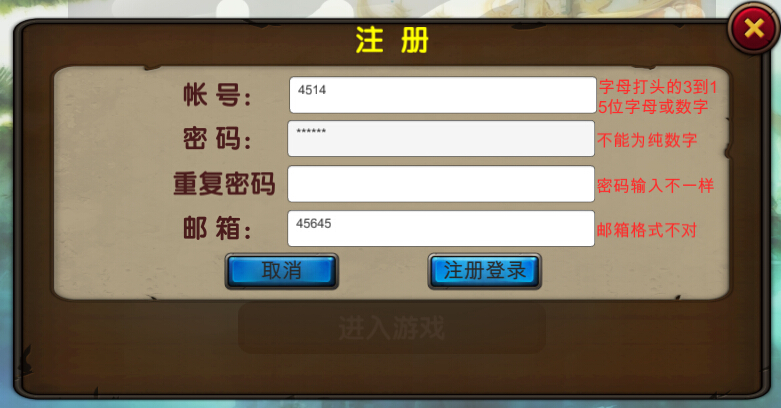 注 册
帐 号： 4514 字母打头的3到1
5位字母或数字
密 码： ****** 不能为纯数字
重复密码 密码输入不一样
邮 箱： 45645 邮箱格式不对
取消 注册登录
进入游戏